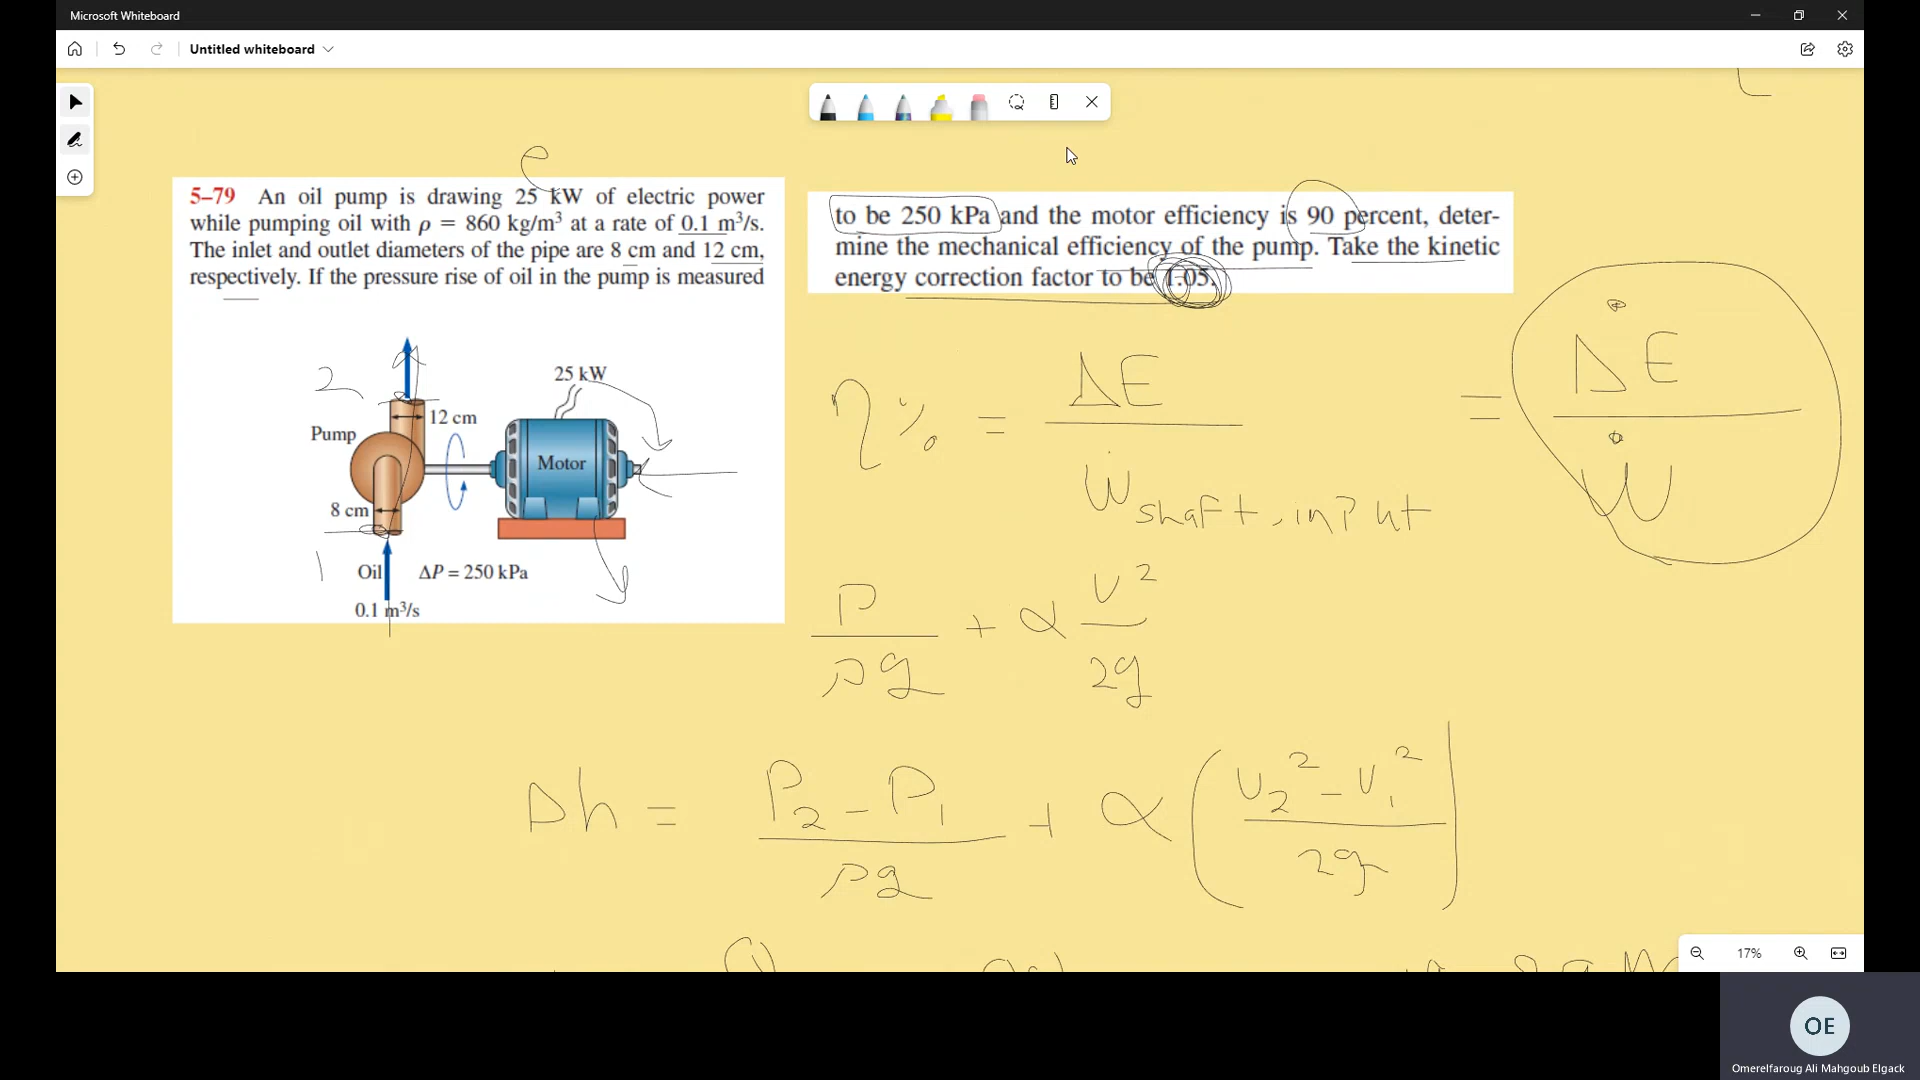 Microsoft Whiteboard
Untitled whiteboard
5–79 An oil pump is drawing 25 kW of electric power
while pumping oil with ρ = 860 kg/m³ at a rate of 0.1 m³/s.
The inlet and outlet diameters of the pipe are 8 cm and 12 cm,
respectively. If the pressure rise of oil in the pump is measured
to be 250 kPa and the motor efficiency is 90 percent, deter-
mine the mechanical efficiency of the pump. Take the kinetic
energy correction factor to be 1.05.
2
25 kW
12 cm
Pump
Motor
8 cm
1
Oil
ΔP = 250 kPa
0.1 m³/s
η% = ΔE / Ẇ shaft, input = ΔĖ / Ẇ
P/ρg + α V²/2g
Δh = (P₂ − P₁)/ρg + α (V₂² − V₁² / 2g)
17%
OE
Omerelfaroug Ali Mahgoub Elgack